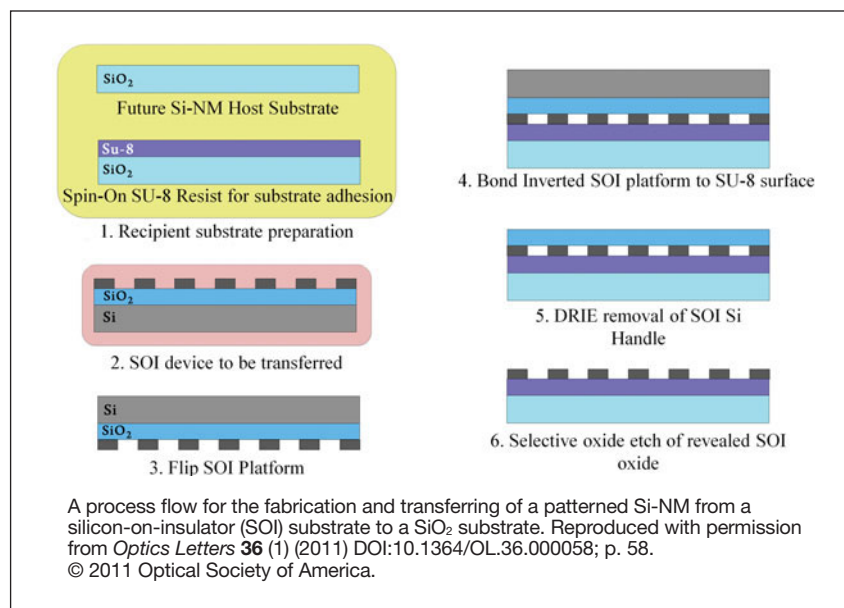 SiO₂
Future Si-NM Host Substrate
Su-8
SiO₂
Spin-On SU-8 Resist for substrate adhesion
1. Recipient substrate preparation
SiO₂
Si
2. SOI device to be transferred
Si
SiO₂
3. Flip SOI Platform
4. Bond Inverted SOI platform to SU-8 surface
5. DRIE removal of SOI Si
Handle
6. Selective oxide etch of revealed SOI
oxide
A process flow for the fabrication and transferring of a patterned Si-NM from a
silicon-on-insulator (SOI) substrate to a SiO₂ substrate. Reproduced with permission
from Optics Letters 36 (1) (2011) DOI:10.1364/OL.36.000058; p. 58.
© 2011 Optical Society of America.